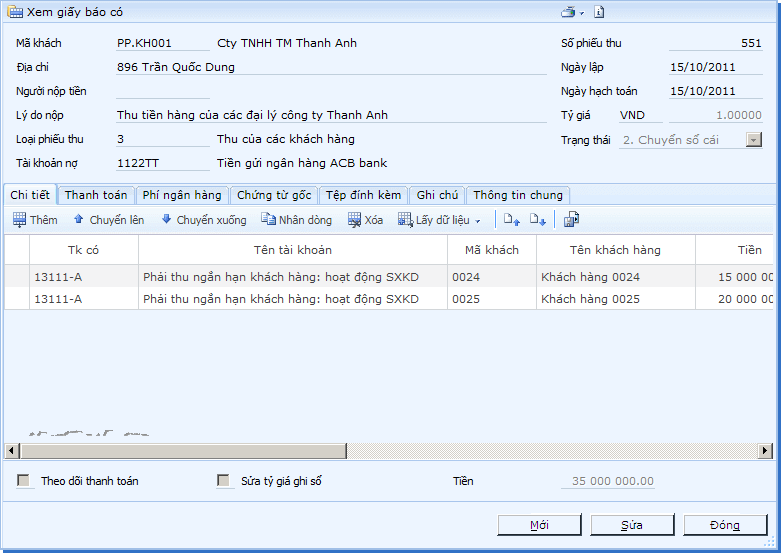 Xem giấy báo có
Mã khách PP.KH001 Cty TNHH TM Thanh Anh Số phiếu thu 551
Địa chỉ 896 Trần Quốc Dung Ngày lập 15/10/2011
Người nộp tiền Ngày hạch toán 15/10/2011
Lý do nộp Thu tiền hàng của các đại lý công ty Thanh Anh Tỷ giá VND 1.00000
Loại phiếu thu 3 Thu của các khách hàng Trạng thái 2. Chuyển số cái
Tài khoản nợ 1122TT Tiền gửi ngân hàng ACB bank
Chi tiết Thanh toán Phí ngân hàng Chứng từ gốc Tệp đính kèm Ghi chú Thông tin chung
Thêm Chuyển lên Chuyển xuống Nhân dòng Xóa Lấy dữ liệu
Tk có Tên tài khoản Mã khách Tên khách hàng Tiền
13111-A Phải thu ngắn hạn khách hàng: hoạt động SXKD 0024 Khách hàng 0024 15 000 00
13111-A Phải thu ngắn hạn khách hàng: hoạt động SXKD 0025 Khách hàng 0025 20 000 00
Theo dõi thanh toán Sửa tỷ giá ghi số Tiền 35 000 000.00
Mới Sửa Đóng